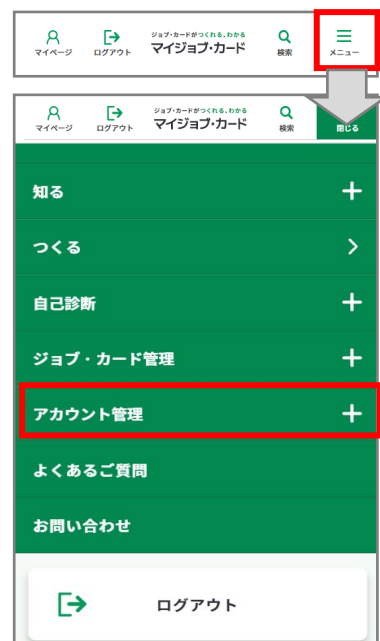 マイページ
ログアウト
ジョブ・カードがつくれる、わかる
マイジョブ・カード
検索
メニュー
マイページ
ログアウト
ジョブ・カードがつくれる、わかる
マイジョブ・カード
検索
閉じる
知る
つくる
自己診断
ジョブ・カード管理
アカウント管理
よくあるご質問
お問い合わせ
ログアウト